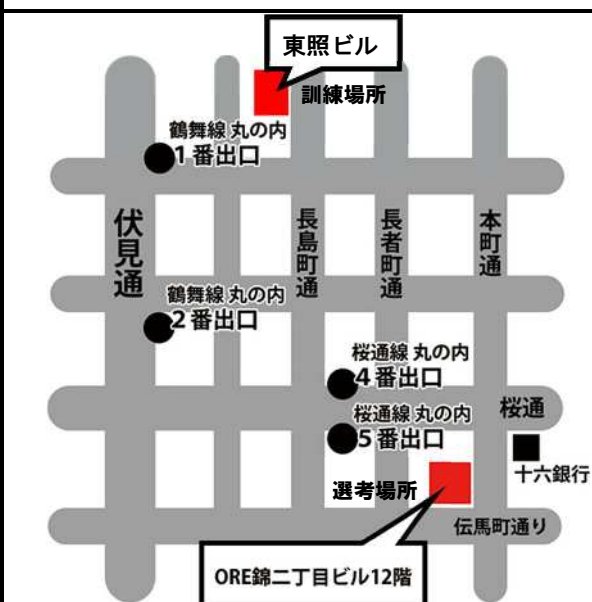 東照ビル
訓練場所
鶴舞線 丸の内
1番出口
伏見通
長島町通
長者町通
本町通
鶴舞線 丸の内
2番出口
桜通線 丸の内
4番出口
桜通
桜通線 丸の内
5番出口
十六銀行
選考場所
伝馬町通り
ORE錦二丁目ビル12階